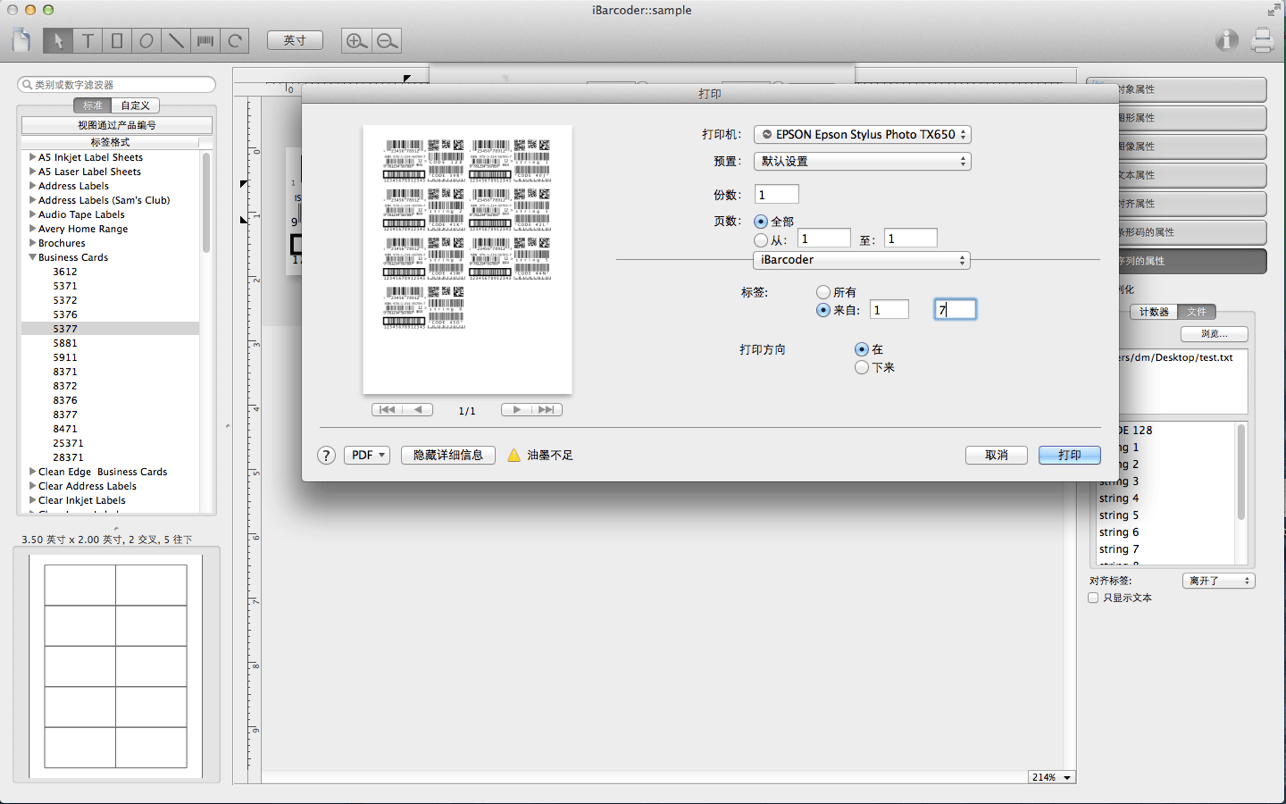 iBarcoder::sample
英寸
类别或数字滤波器
标准
自定义
视图通过产品编号
标签格式
A5 Inkjet Label Sheets
A5 Laser Label Sheets
Address Labels
Address Labels (Sam's Club)
Audio Tape Labels
Avery Home Range
Brochures
Business Cards
3612
5371
5372
5376
5377
5881
5911
8371
8372
8376
8377
8471
25371
28371
Clean Edge Business Cards
Clear Address Labels
Clear Inkjet Labels
3.50 英寸 x 2.00 英寸, 2 交叉, 5 往下
打印
打印机:
EPSON Epson Stylus Photo TX650
预置:
默认设置
份数:
1
页数:
全部
从:
1
至:
1
iBarcoder
标签:
所有
来自:
1
7
打印方向
在
下来
1/1
?
PDF
隐藏详细信息
油墨不足
取消
打印
对象属性
图形属性
图像属性
文本属性
对齐属性
条形码的属性
序列的属性
列化
计数器
文件
浏览...
ers/dm/Desktop/test.txt
DE 128
ng 1
ng 2
string 3
string 4
string 5
string 6
string 7
对齐标签:
离开了
只显示文本
214%